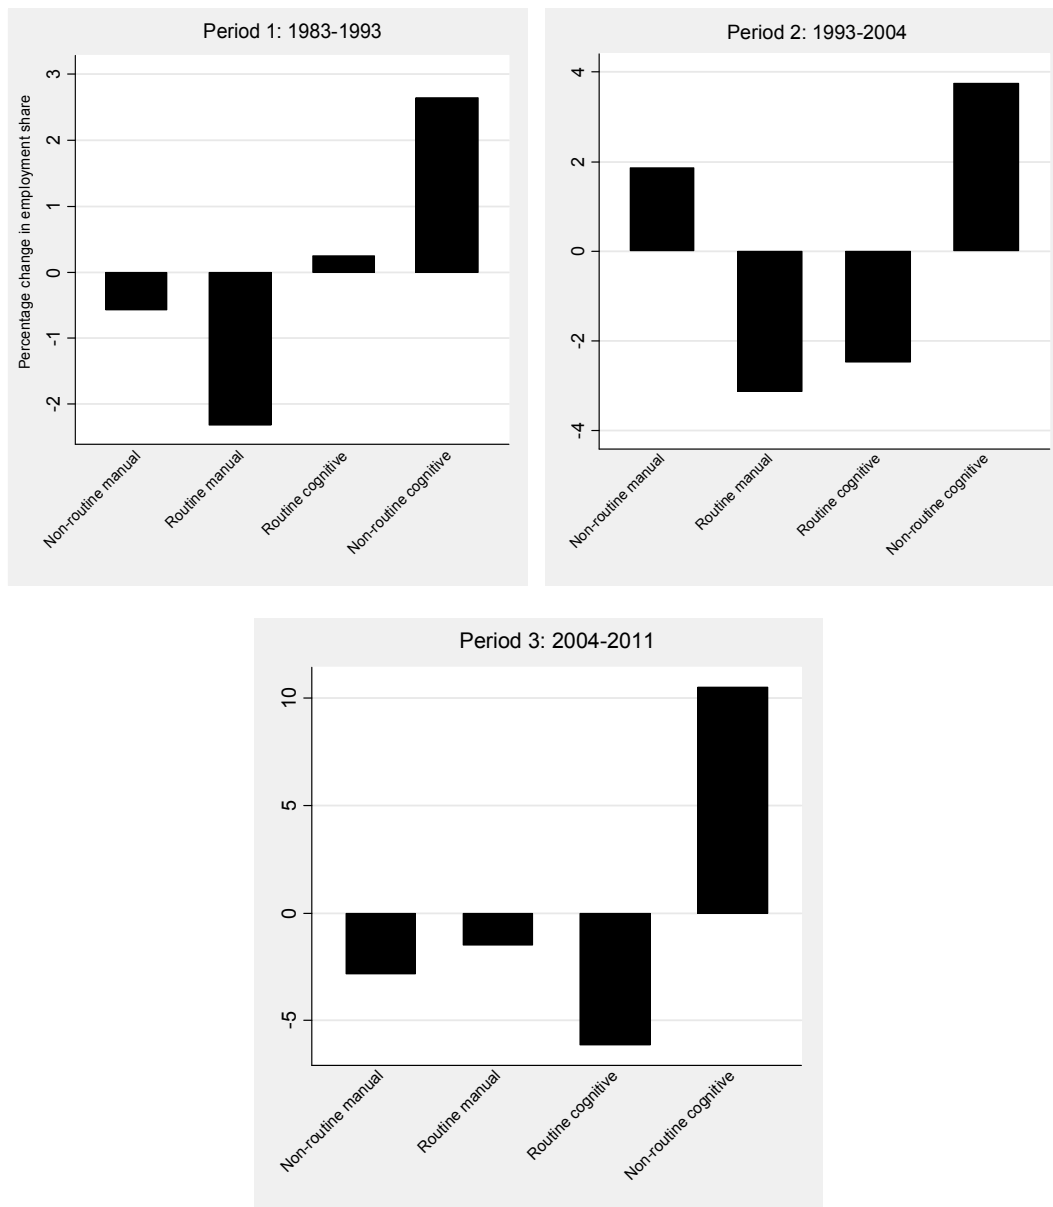 Period 1: 1983-1993
Percentage change in employment share
3
2
1
0
-1
-2
Non-routine manual
Routine manual
Routine cognitive
Non-routine cognitive
Period 2: 1993-2004
4
2
0
-2
-4
Non-routine manual
Routine manual
Routine cognitive
Non-routine cognitive
Period 3: 2004-2011
10
5
0
-5
Non-routine manual
Routine manual
Routine cognitive
Non-routine cognitive